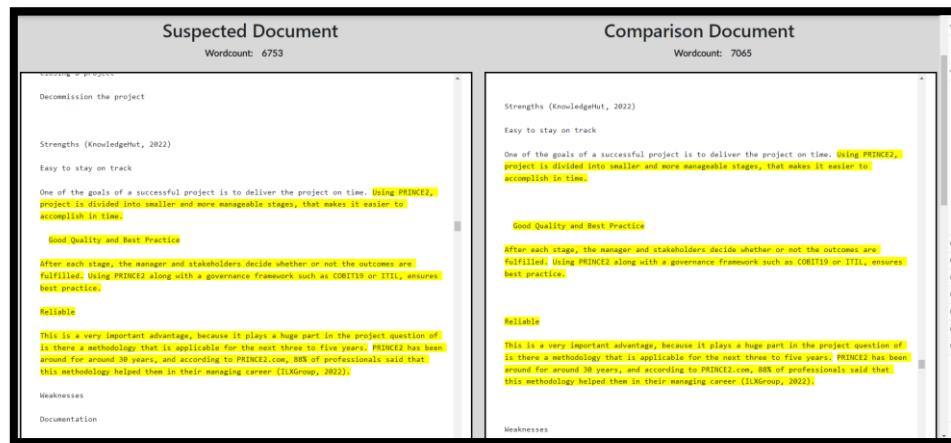 Suspected Document
Wordcount: 6753
Closing a project
Decommission the project
Strengths (KnowledgeHut, 2022)
Easy to stay on track
One of the goals of a successful project is to deliver the project on time. Using PRINCE2,
project is divided into smaller and more manageable stages, that makes it easier to
accomplish in time.
Good Quality and Best Practice
After each stage, the manager and stakeholders decide whether or not the outcomes are
fulfilled. Using PRINCE2 along with a governance framework such as COBIT19 or ITIL, ensures
best practice.
Reliable
This is a very important advantage, because it plays a huge part in the project question of
is there a methodology that is applicable for the next three to five years. PRINCE2 has been
around for around 30 years, and according to PRINCE2.com, 88% of professionals said that
this methodology helped them in their managing career (ILXGroup, 2022).
Weaknesses
Documentation
Comparison Document
Wordcount: 7065
Strengths (KnowledgeHut, 2022)
Easy to stay on track
One of the goals of a successful project is to deliver the project on time. Using PRINCE2,
project is divided into smaller and more manageable stages, that makes it easier to
accomplish in time.
Good Quality and Best Practice
After each stage, the manager and stakeholders decide whether or not the outcomes are
fulfilled. Using PRINCE2 along with a governance framework such as COBIT19 or ITIL, ensures
best practice.
Reliable
This is a very important advantage, because it plays a huge part in the project question of
is there a methodology that is applicable for the next three to five years. PRINCE2 has been
around for around 30 years, and according to PRINCE2.com, 88% of professionals said that
this methodology helped them in their managing career (ILXGroup, 2022).
Weaknesses